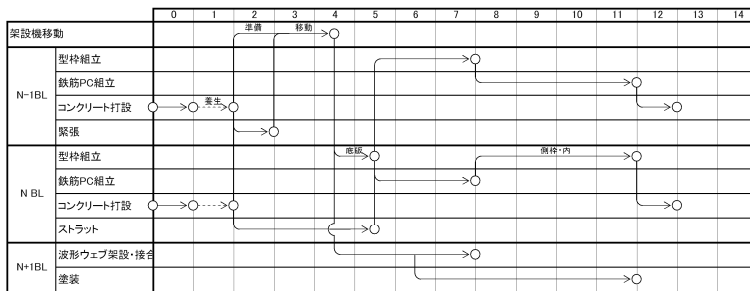 0 1 2 3 4 5 6 7 8 9 10 11 12 13 14
架設機移動 準備 移動
N-1BL
型枠組立
鉄筋PC組立
コンクリート打設 養生
緊張
N BL
型枠組立 底版 側枠・内
鉄筋PC組立
コンクリート打設
ストラット
N+1BL
波形ウェブ架設・接合
塗装